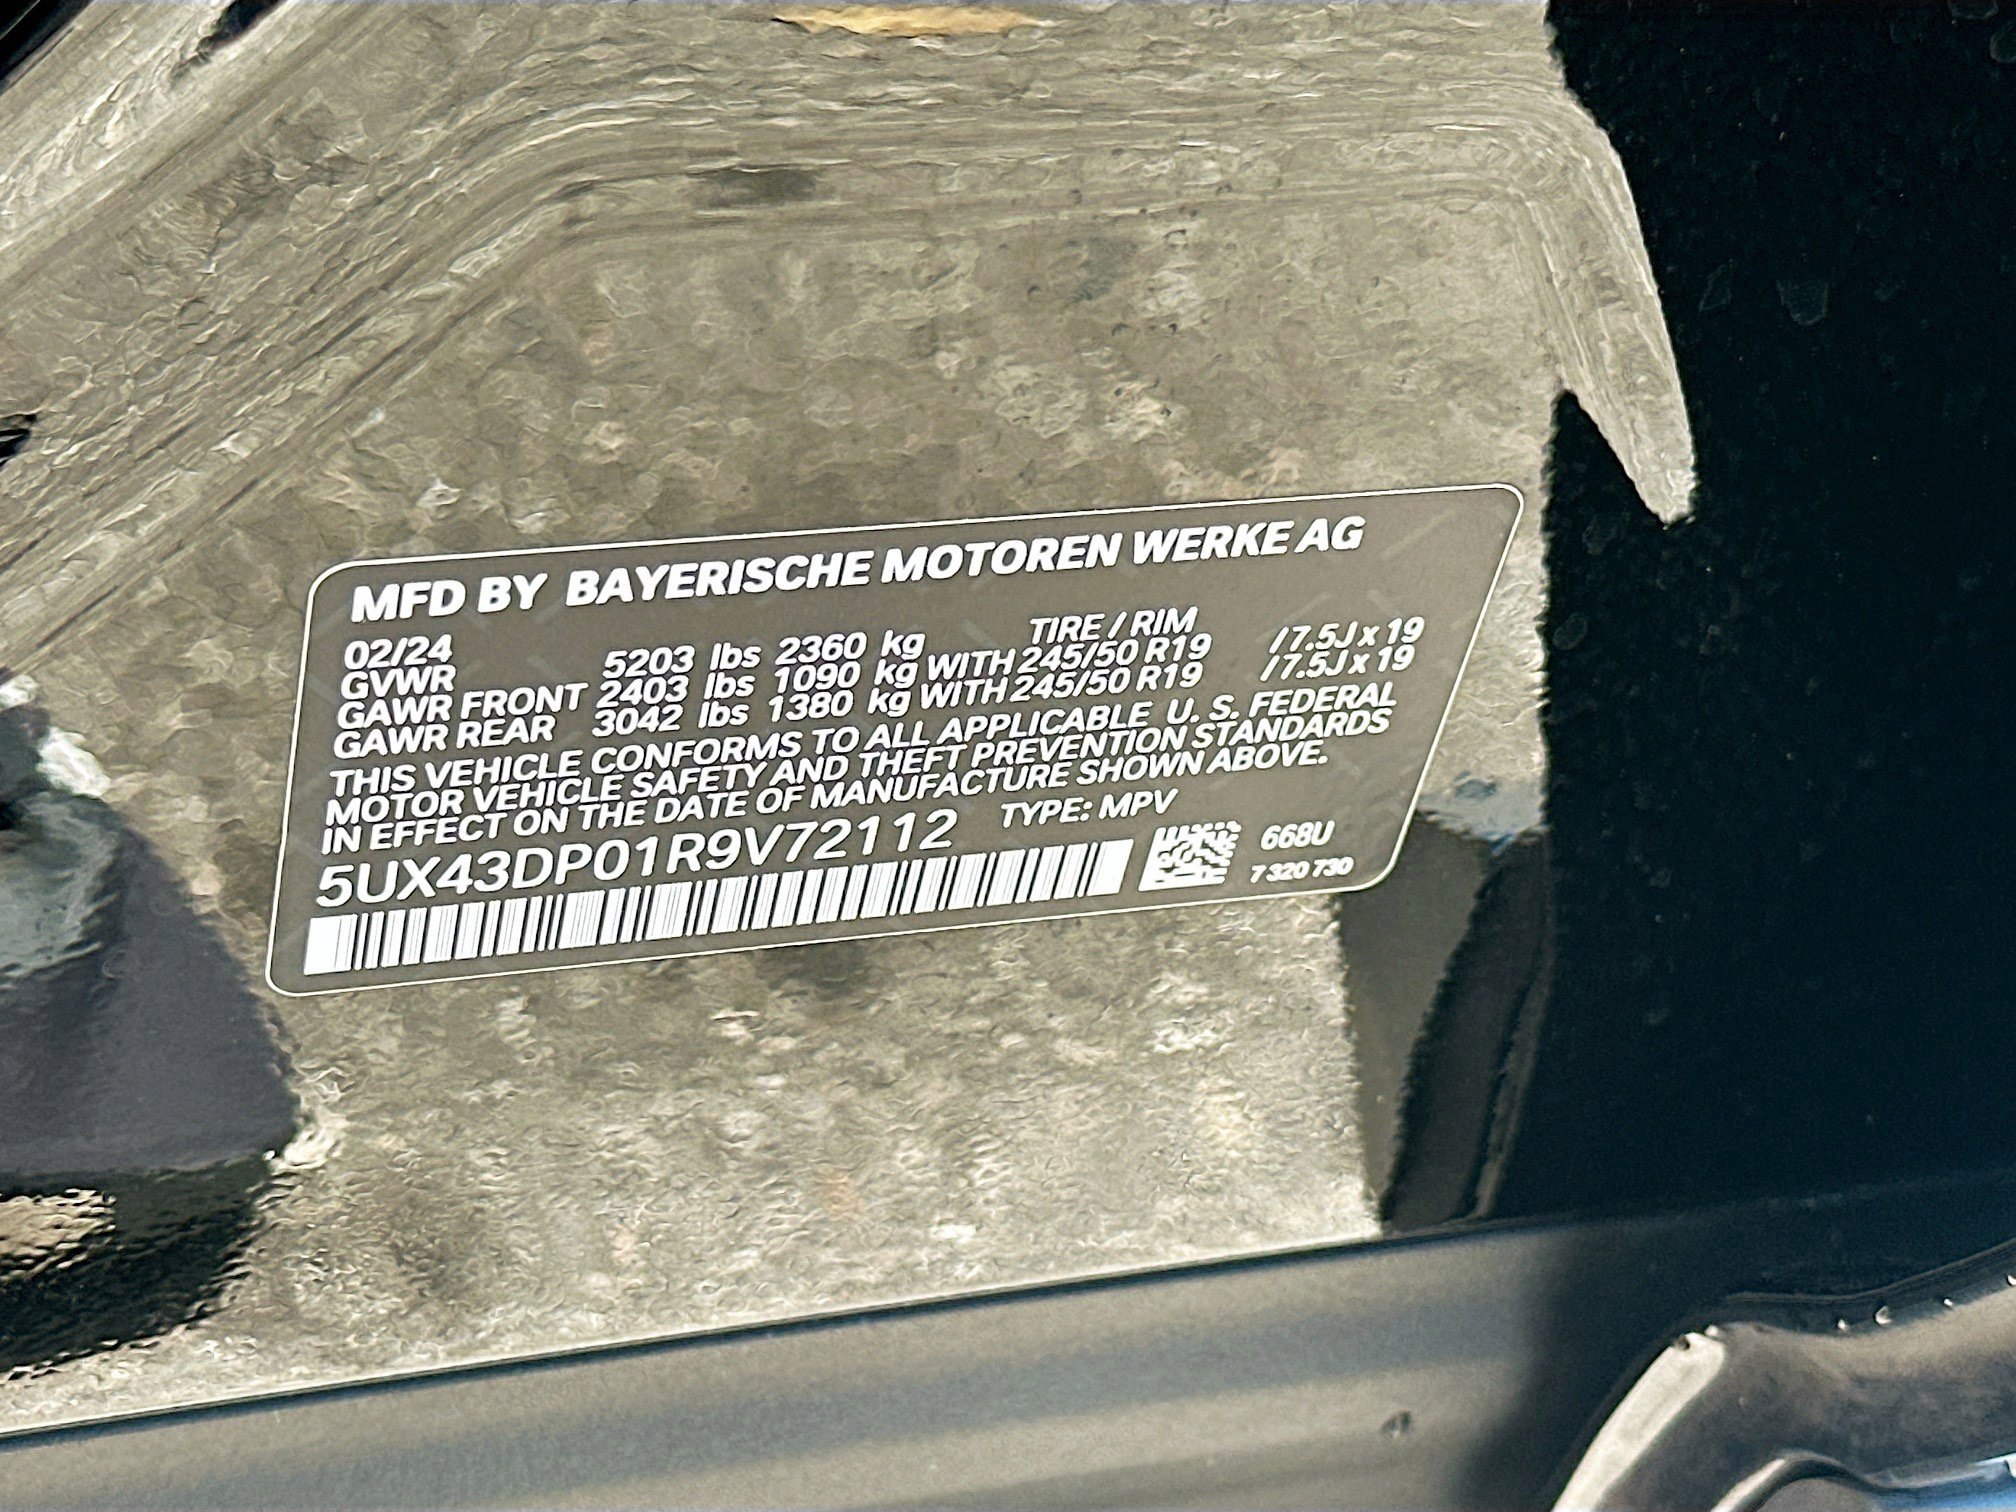 MFD BY BAYERISCHE MOTOREN WERKE AG
02/24 TIRE / RIM
GVWR 5203 lbs 2360 kg
GAWR FRONT 2403 lbs 1090 kg WITH 245/50 R19 /7.5J x 19
GAWR REAR 3042 lbs 1380 kg WITH 245/50 R19 /7.5J x 19
THIS VEHICLE CONFORMS TO ALL APPLICABLE U. S. FEDERAL
MOTOR VEHICLE SAFETY AND THEFT PREVENTION STANDARDS
IN EFFECT ON THE DATE OF MANUFACTURE SHOWN ABOVE.
5UX43DP01R9V72112 TYPE: MPV
668U
7 320 730